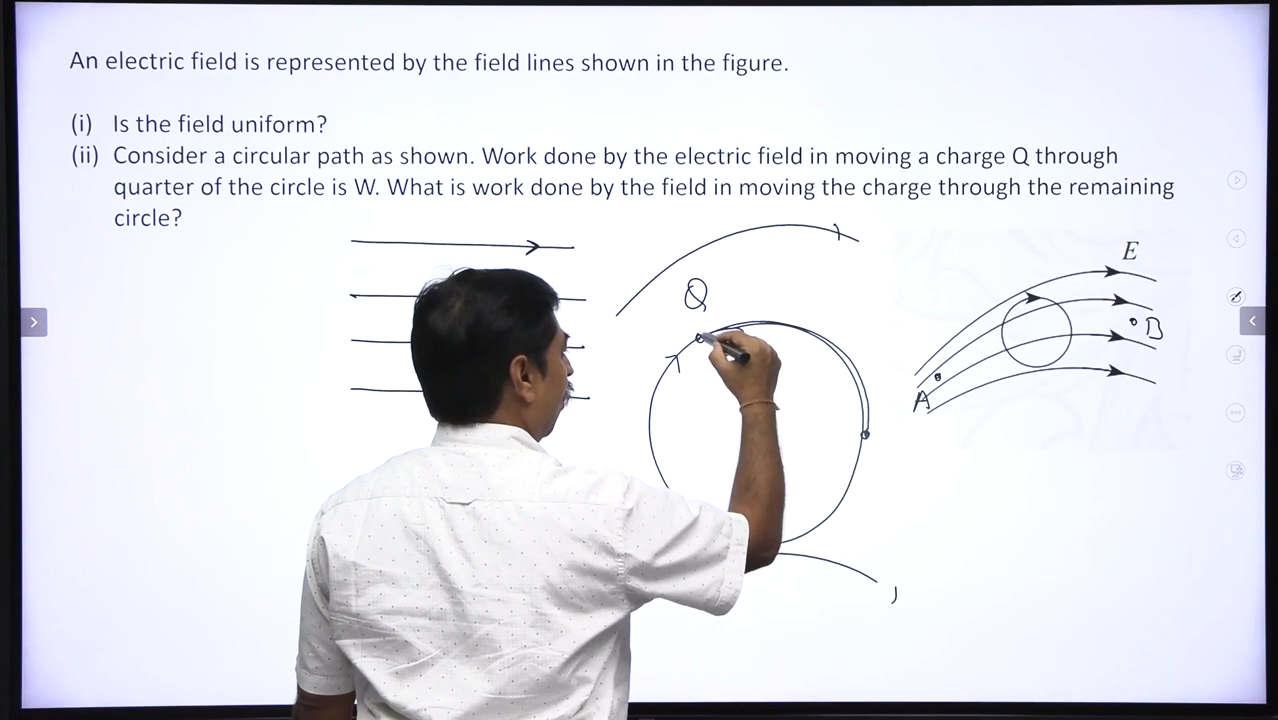 An electric field is represented by the field lines shown in the figure.
(i) Is the field uniform?
(ii) Consider a circular path as shown. Work done by the electric field in moving a charge Q through
quarter of the circle is W. What is work done by the field in moving the charge through the remaining
circle?
E
Q
B
A